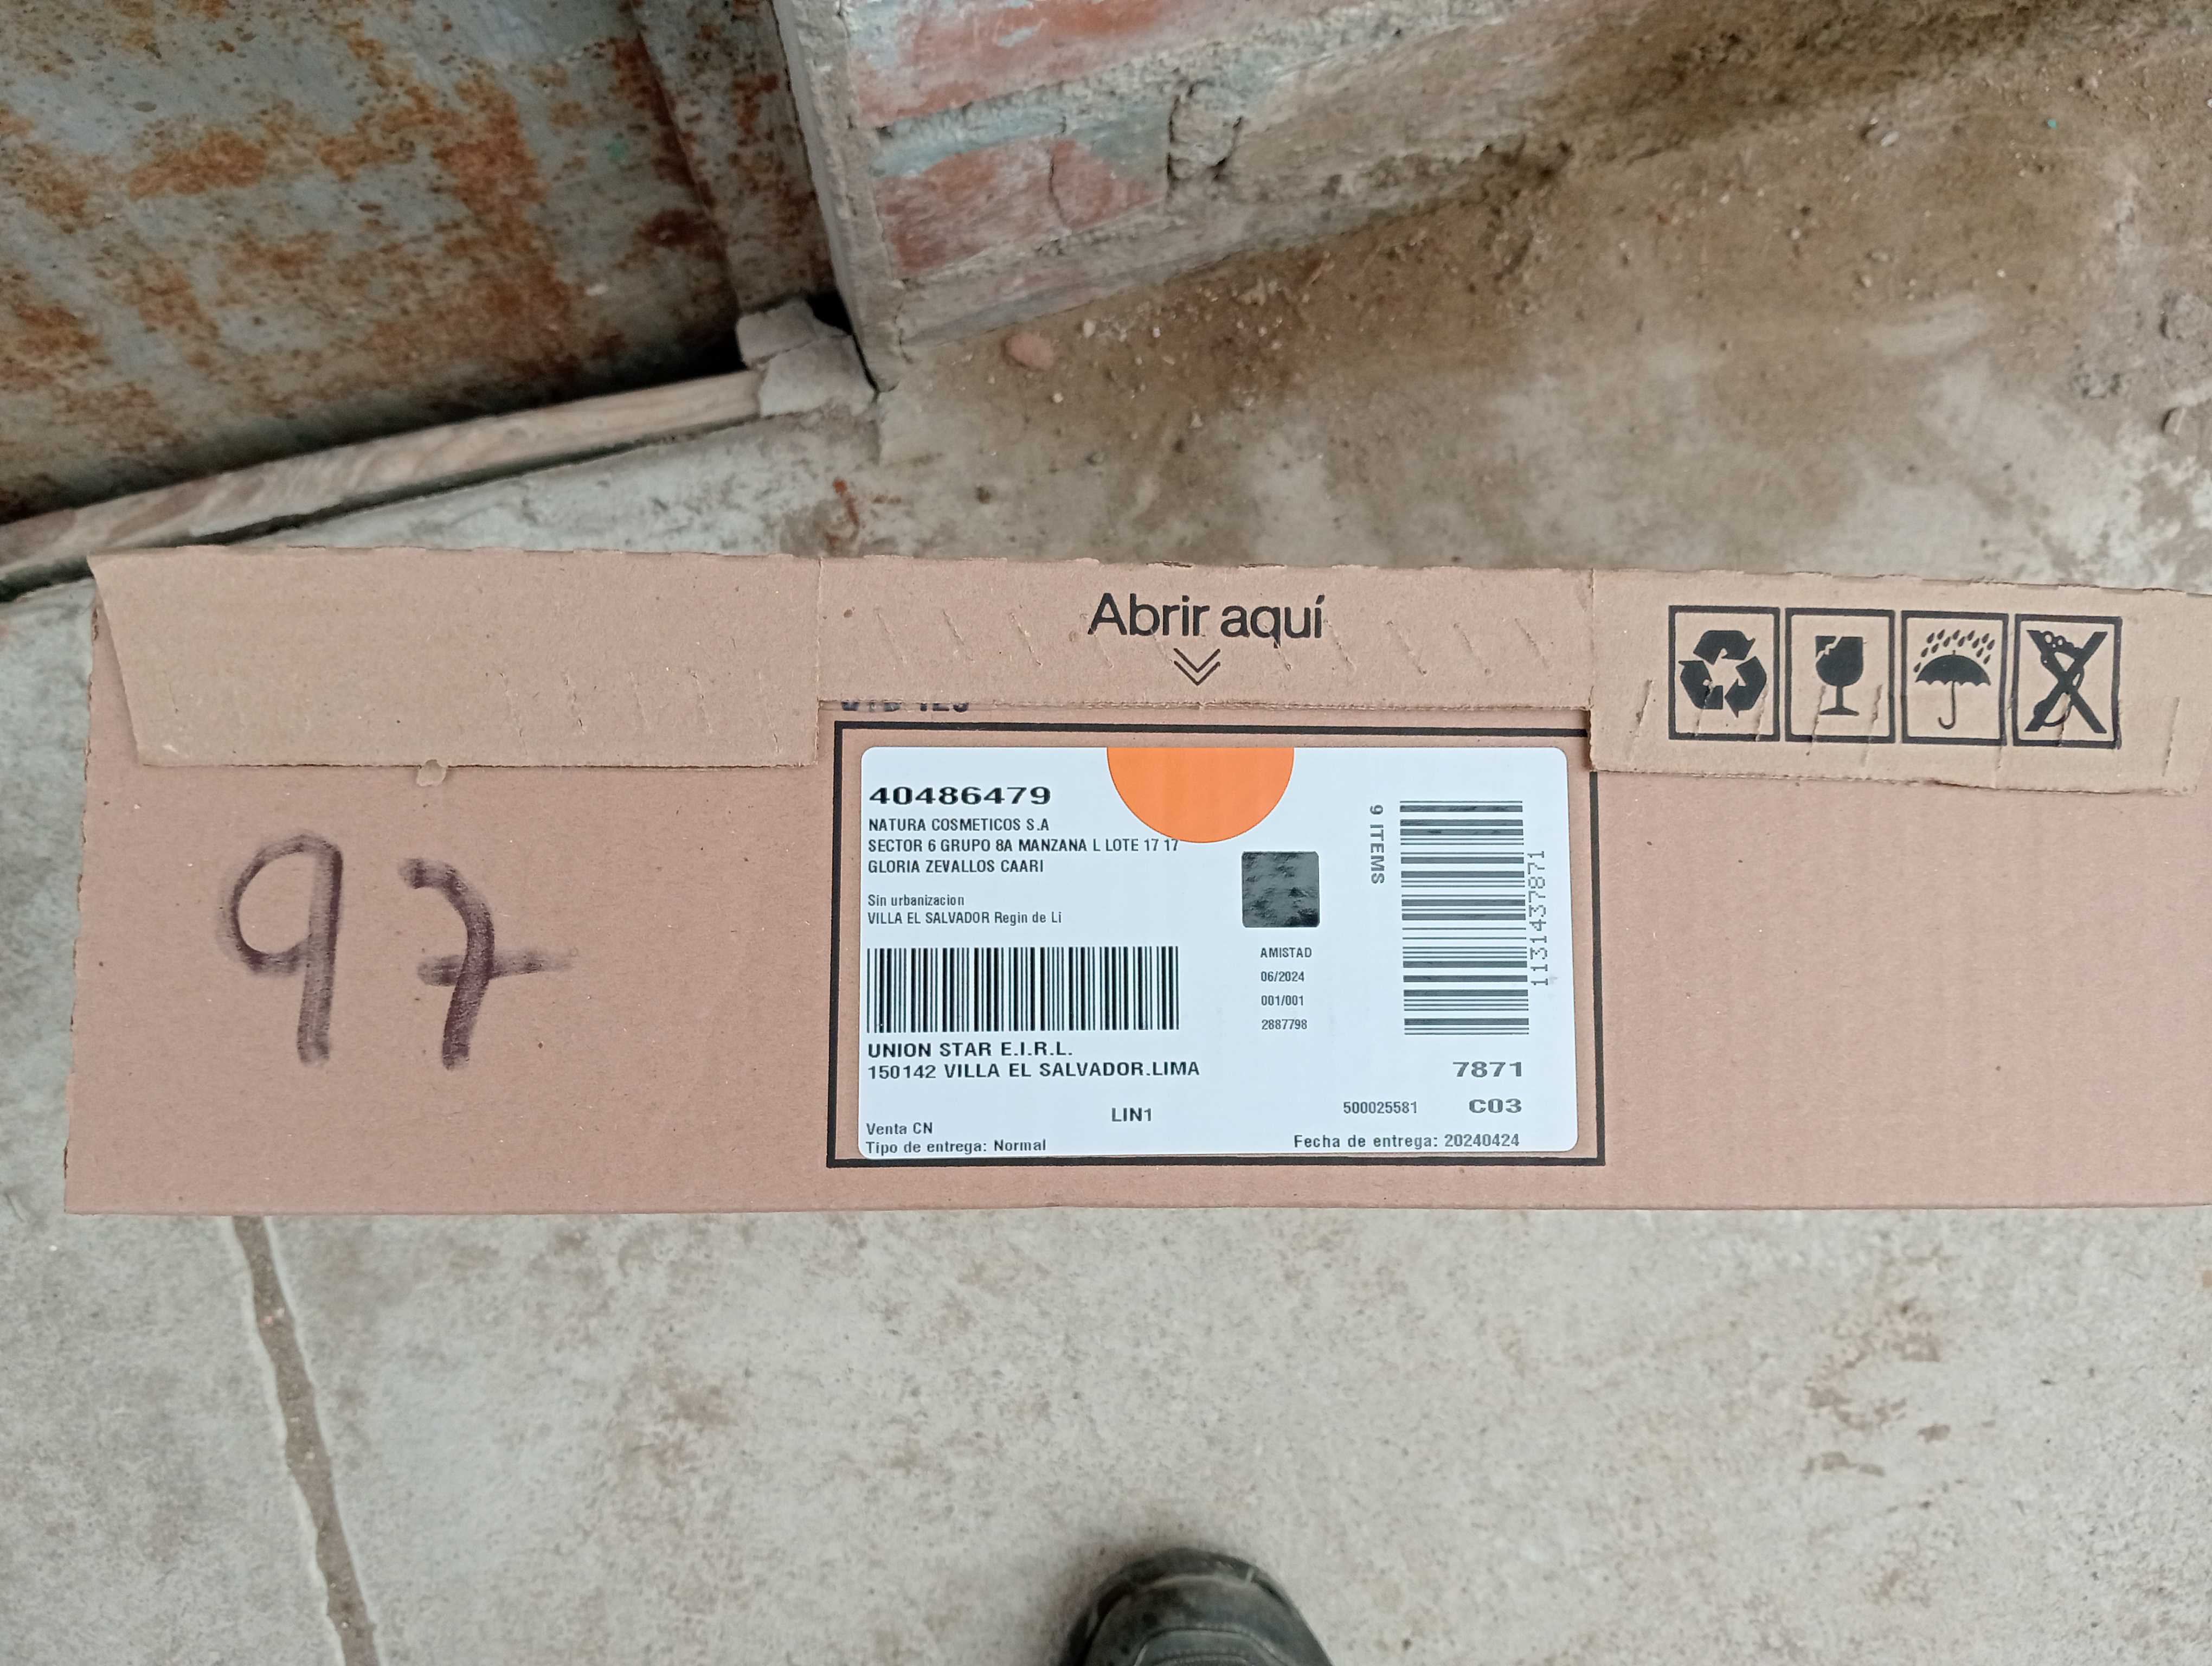 Abrir aquí
40486479
NATURA COSMETICOS S.A
SECTOR 6 GRUPO 8A MANZANA L LOTE 17 17
GLORIA ZEVALLOS CAARI
Sin urbanizacion
VILLA EL SALVADOR Regin de Li
UNION STAR E.I.R.L.
150142 VILLA EL SALVADOR.LIMA
LIN1
Venta CN
Tipo de entrega: Normal
AMISTAD
06/2024
001/001
2887798
9 ITEMS
1131437871
7871
500025581 C03
Fecha de entrega: 20240424
97